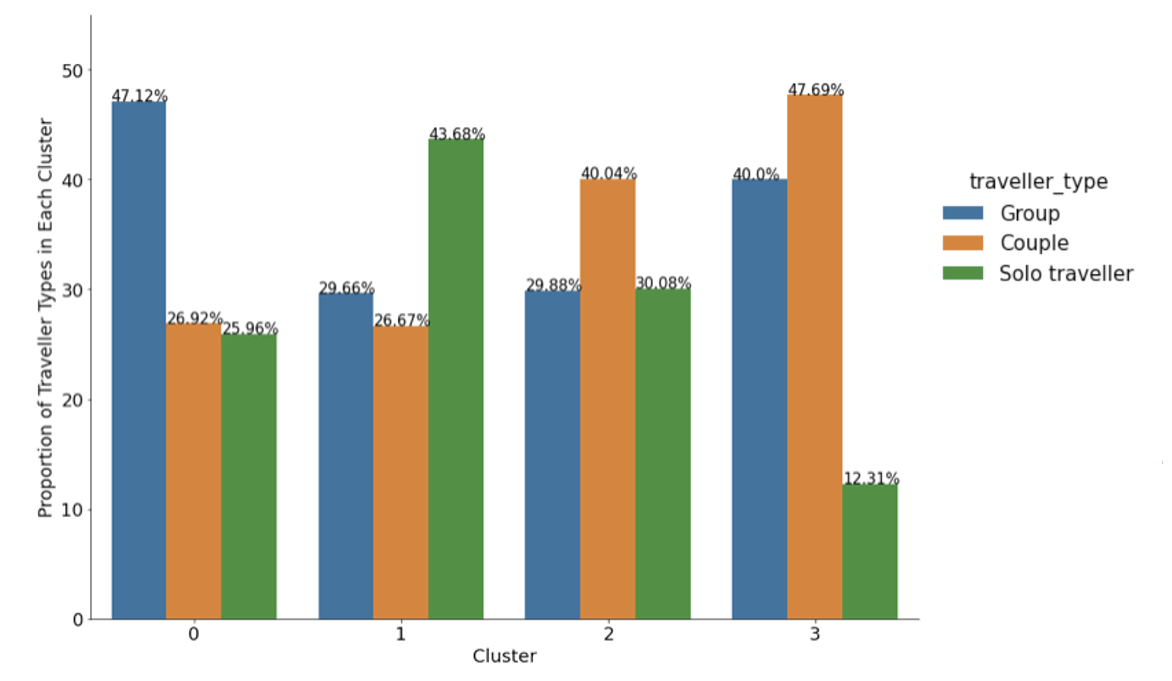 Proportion of Traveller Types in Each Cluster
50
40
30
20
10
0
47.12%
26.92%
25.96%
29.66%
26.67%
43.68%
29.88%
40.04%
30.08%
40.0%
47.69%
12.31%
0 1 2 3
Cluster
traveller_type
Group
Couple
Solo traveller